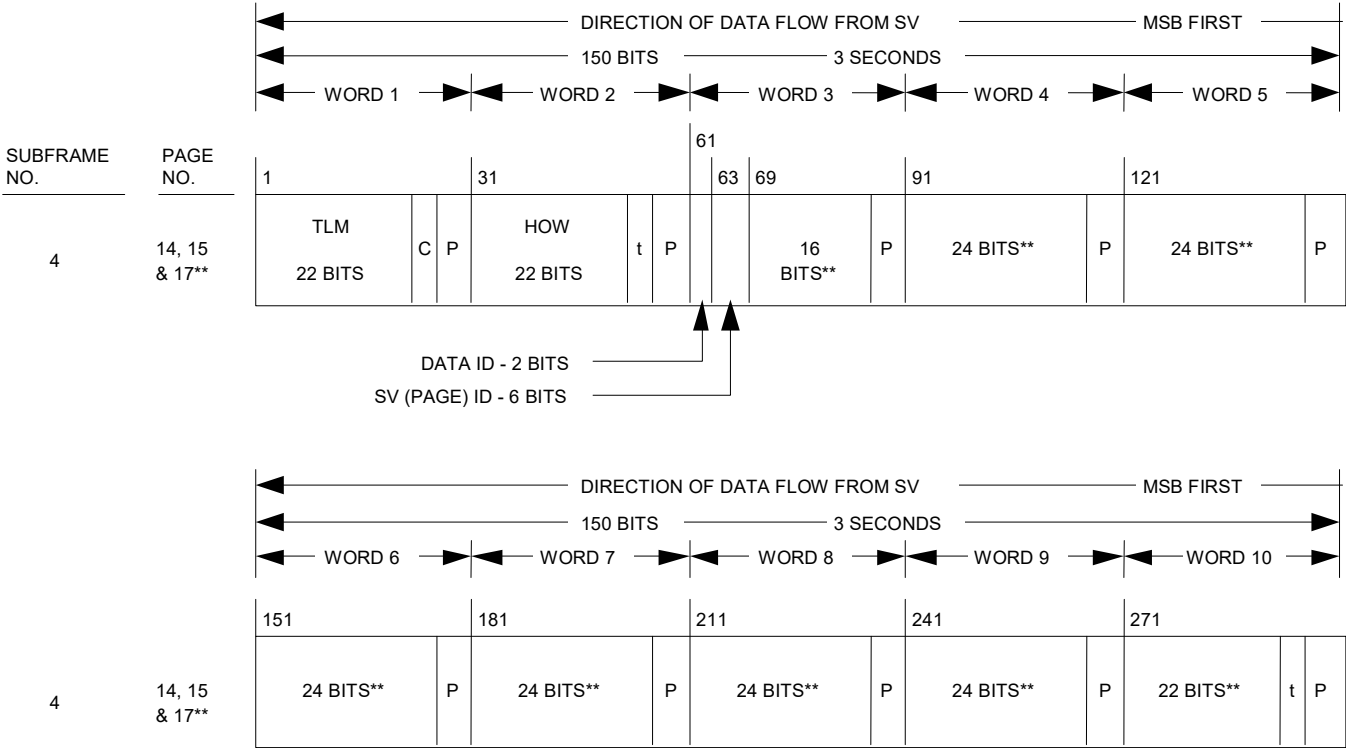 DIRECTION OF DATA FLOW FROM SV MSB FIRST
150 BITS 3 SECONDS
WORD 1 WORD 2 WORD 3 WORD 4 WORD 5
SUBFRAME NO. PAGE NO.
61
1 31 63 69 91 121
4
14, 15 & 17**
TLM 22 BITS
C
P
HOW 22 BITS
t
P
16 BITS**
P
24 BITS**
P
24 BITS**
P
DATA ID - 2 BITS
SV (PAGE) ID - 6 BITS
DIRECTION OF DATA FLOW FROM SV MSB FIRST
150 BITS 3 SECONDS
WORD 6 WORD 7 WORD 8 WORD 9 WORD 10
151 181 211 241 271
4
14, 15 & 17**
24 BITS**
P
24 BITS**
P
24 BITS**
P
24 BITS**
P
22 BITS**
t
P